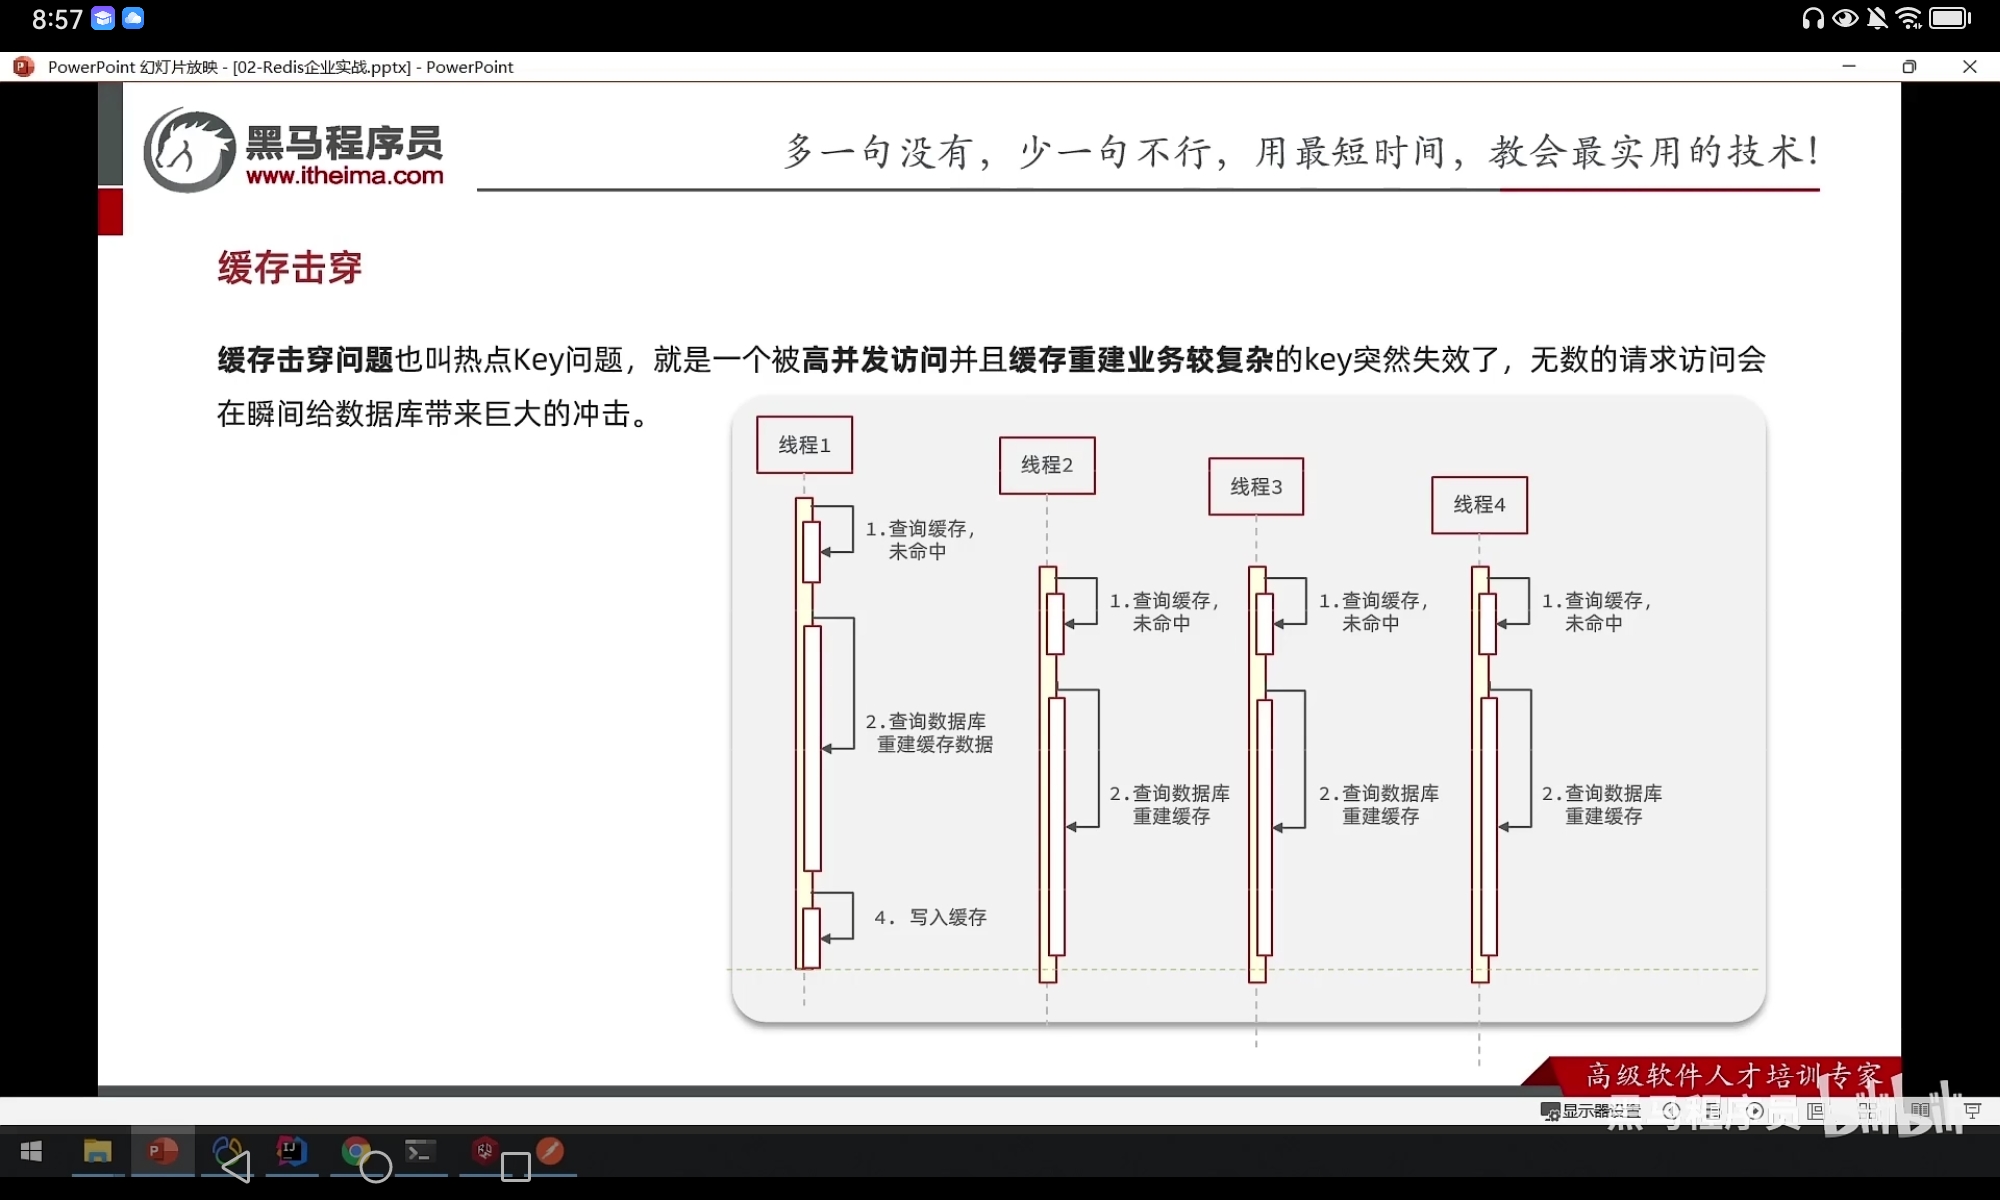 8:57
PowerPoint 幻灯片放映 - [02-Redis企业实战.pptx] - PowerPoint
黑马程序员
www.itheima.com
多一句没有，少一句不行，用最短时间，教会最实用的技术！
缓存击穿
缓存击穿问题也叫热点Key问题，就是一个被高并发访问并且缓存重建业务较复杂的key突然失效了，无数的请求访问会
在瞬间给数据库带来巨大的冲击。
线程1
1.查询缓存，
未命中
2.查询数据库
重建缓存数据
4. 写入缓存
线程2
1.查询缓存，
未命中
2.查询数据库
重建缓存
线程3
1.查询缓存，
未命中
2.查询数据库
重建缓存
线程4
1.查询缓存，
未命中
2.查询数据库
重建缓存
高级软件人才培训专家
显示器设置
黑马程序员 bilibili